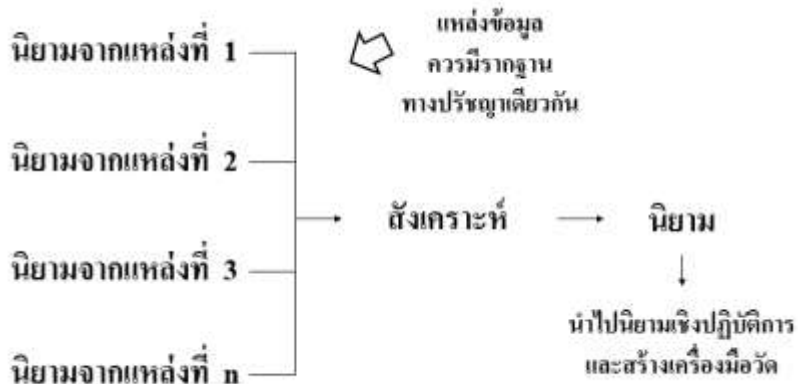 นิยามจากแหล่งที่ 1
แหล่งข้อมูล
ควรมีรากฐาน
ทางปรัชญาเดียวกัน
นิยามจากแหล่งที่ 2
สังเคราะห์
นิยาม
นิยามจากแหล่งที่ 3
นำไปนิยามเชิงปฏิบัติการ
และสร้างเครื่องมือวัด
นิยามจากแหล่งที่ n